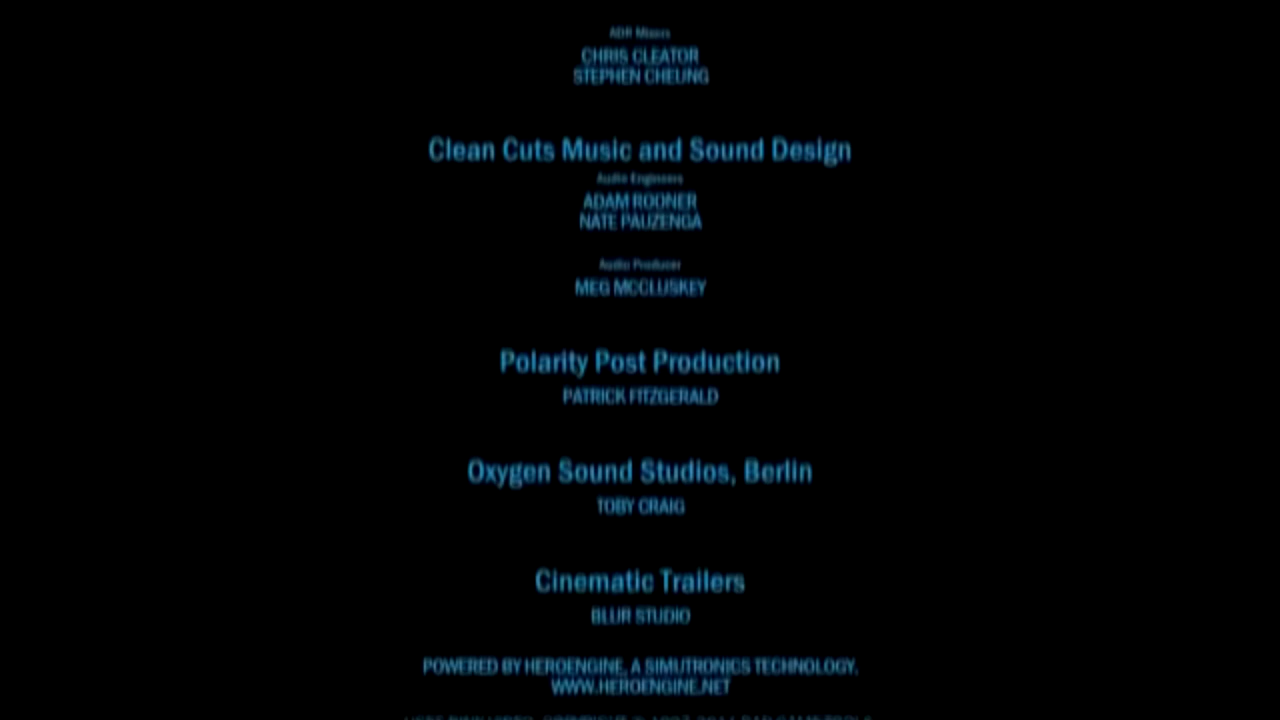 ADR Mixers
CHRIS CLEATOR
STEPHEN CHEUNG
Clean Cuts Music and Sound Design
Audio Engineers
ADAM ROONER
NATE PAUZENGA
Audio Producer
MEG MCCLUSKEY
Polarity Post Production
PATRICK FITZGERALD
Oxygen Sound Studios, Berlin
TOBY CRAIG
Cinematic Trailers
BLUR STUDIO
POWERED BY HEROENGINE, A SIMUTRONICS TECHNOLOGY.
WWW.HEROENGINE.NET